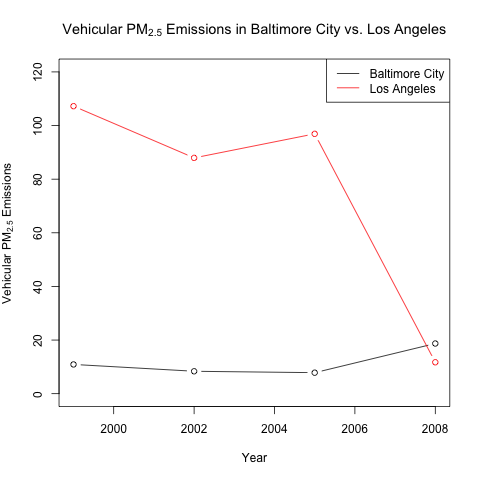 Vehicular PM2.5 Emissions in Baltimore City vs. Los Angeles
Baltimore City
Los Angeles
Vehicular PM2.5 Emissions
120
100
80
60
40
20
0
2000 2002 2004 2006 2008
Year